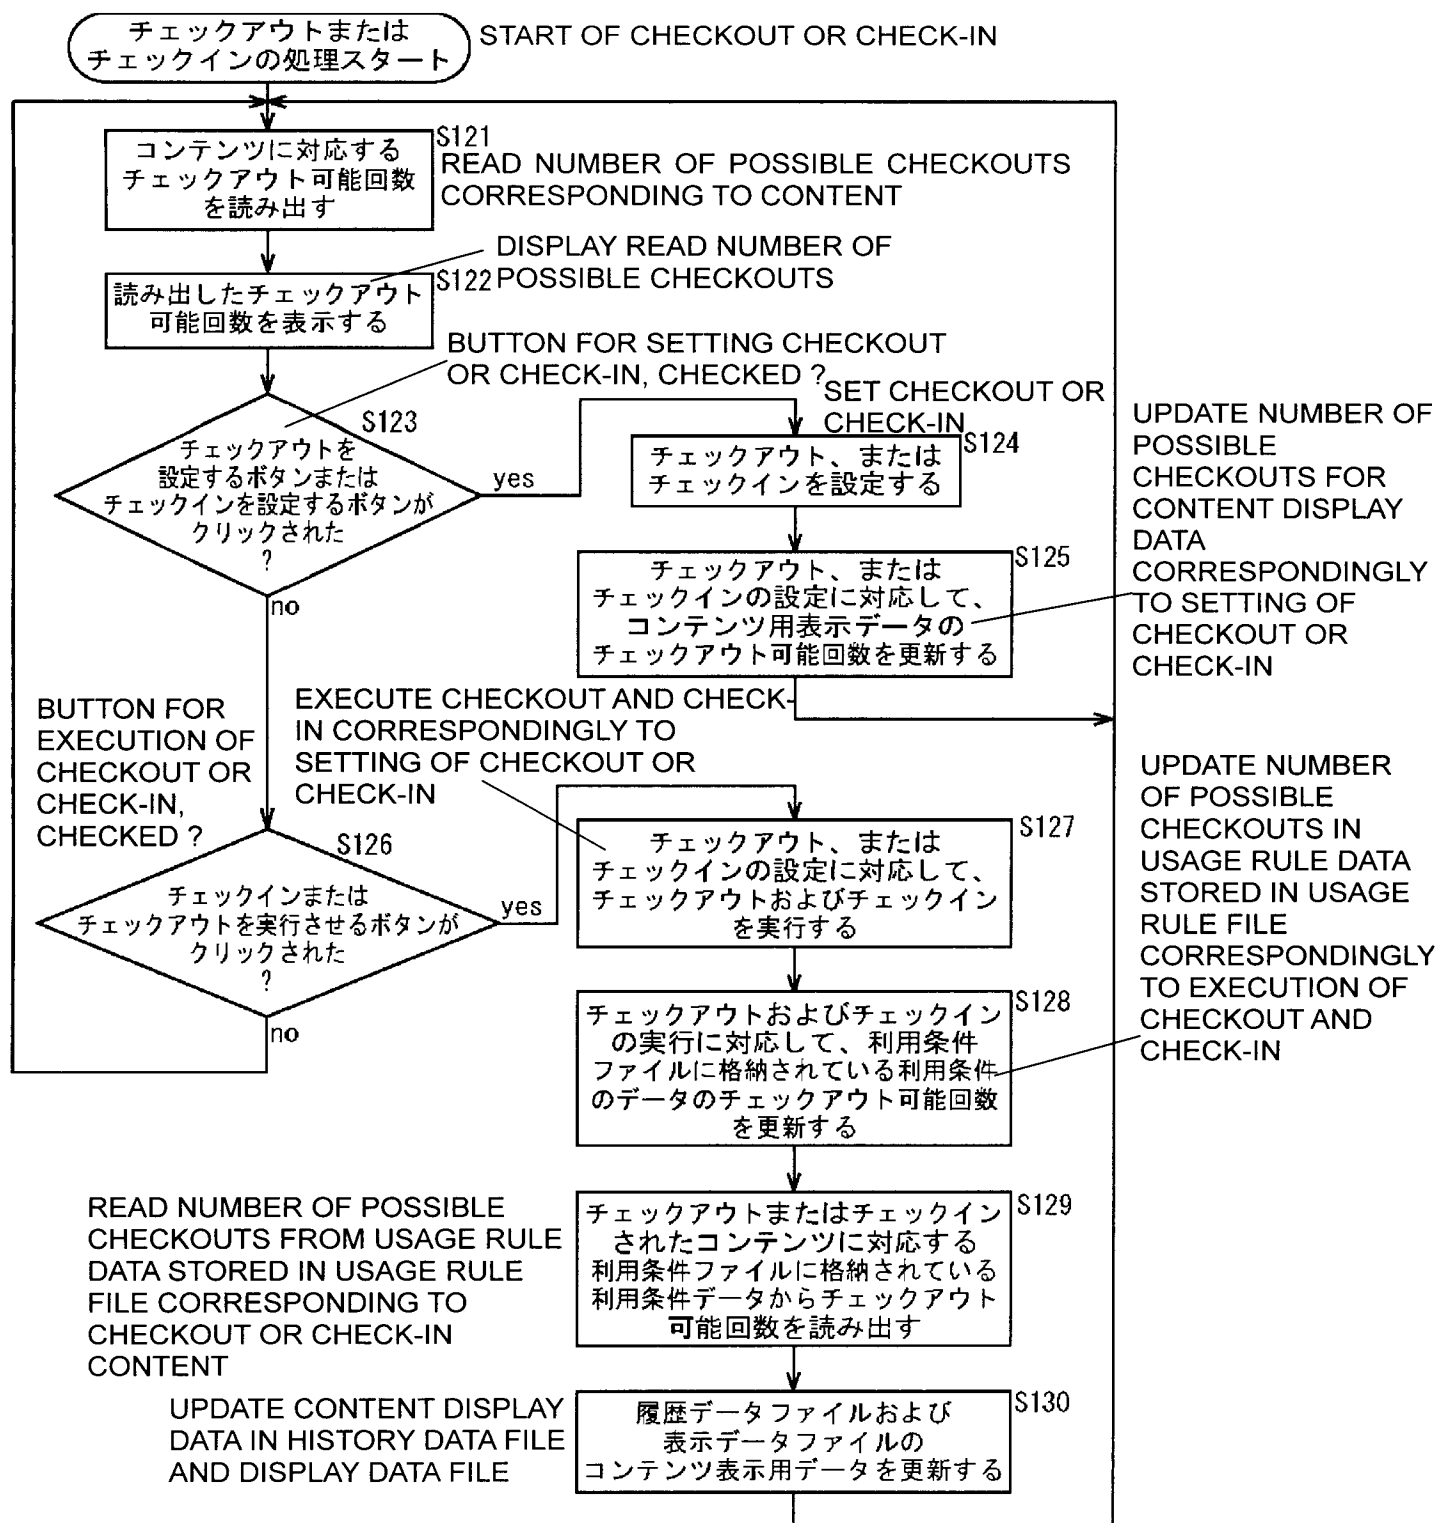 チェックアウトまたは
チェックインの処理スタート
START OF CHECKOUT OR CHECK-IN
S121
コンテンツに対応する
チェックアウト可能回数
を読み出す
READ NUMBER OF POSSIBLE CHECKOUTS
CORRESPONDING TO CONTENT
DISPLAY READ NUMBER OF
POSSIBLE CHECKOUTS
S122
読み出したチェックアウト
可能回数を表示する
BUTTON FOR SETTING CHECKOUT
OR CHECK-IN, CHECKED ?
S123
チェックアウトを
設定するボタンまたは
チェックインを設定するボタンが
クリックされた
?
yes
no
SET CHECKOUT OR
CHECK-IN
S124
チェックアウト、または
チェックインを設定する
S125
チェックアウト、または
チェックインの設定に対応して、
コンテンツ用表示データの
チェックアウト可能回数を更新する
UPDATE NUMBER OF
POSSIBLE
CHECKOUTS FOR
CONTENT DISPLAY
DATA
CORRESPONDINGLY
TO SETTING OF
CHECKOUT OR
CHECK-IN
BUTTON FOR
EXECUTION OF
CHECKOUT OR
CHECK-IN,
CHECKED ?
S126
チェックインまたは
チェックアウトを実行させるボタンが
クリックされた
?
yes
no
EXECUTE CHECKOUT AND CHECK-
IN CORRESPONDINGLY TO
SETTING OF CHECKOUT OR
CHECK-IN
S127
チェックアウト、または
チェックインの設定に対応して、
チェックアウトおよびチェックイン
を実行する
S128
チェックアウトおよびチェックイン
の実行に対応して、利用条件
ファイルに格納されている利用条件
のデータのチェックアウト可能回数
を更新する
UPDATE NUMBER
OF POSSIBLE
CHECKOUTS IN
USAGE RULE DATA
STORED IN USAGE
RULE FILE
CORRESPONDINGLY
TO EXECUTION OF
CHECKOUT AND
CHECK-IN
READ NUMBER OF POSSIBLE
CHECKOUTS FROM USAGE RULE
DATA STORED IN USAGE RULE
FILE CORRESPONDING TO
CHECKOUT OR CHECK-IN
CONTENT
S129
チェックアウトまたはチェックイン
されたコンテンツに対応する
利用条件ファイルに格納されている
利用条件データからチェックアウト
可能回数を読み出す
UPDATE CONTENT DISPLAY
DATA IN HISTORY DATA FILE
AND DISPLAY DATA FILE
S130
履歴データファイルおよび
表示データファイルの
コンテンツ表示用データを更新する